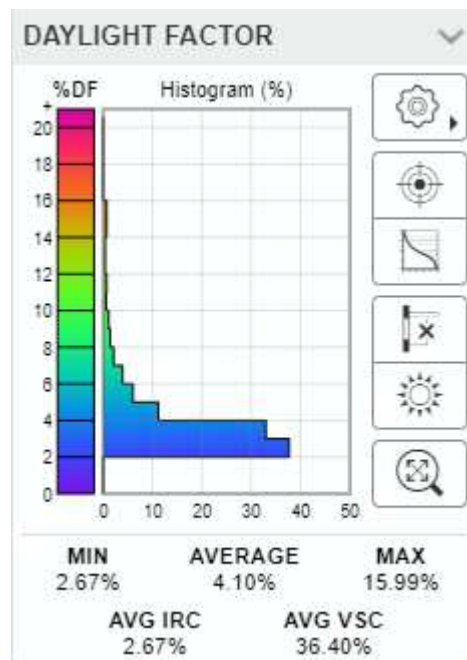 DAYLIGHT FACTOR
%DF Histogram (%)
+
20
18
16
14
12
10
8
6
4
2
0
0 10 20 30 40 50
MIN AVERAGE MAX
2.67% 4.10% 15.99%
AVG IRC AVG VSC
2.67% 36.40%